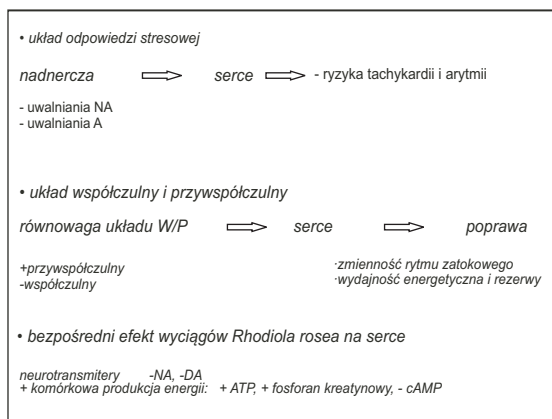 • układ odpowiedzi stresowej
nadnercza serce - ryzyka tachykardii i arytmii
- uwalniania NA
- uwalniania A
• układ współczulny i przywspółczulny
równowaga układu W/P serce poprawa
+przywspółczulny ·zmienność rytmu zatokowego
-współczulny ·wydajność energetyczna i rezerwy
• bezpośredni efekt wyciągów Rhodiola rosea na serce
neurotransmitery -NA, -DA
+ komórkowa produkcja energii: + ATP, + fosforan kreatynowy, - cAMP